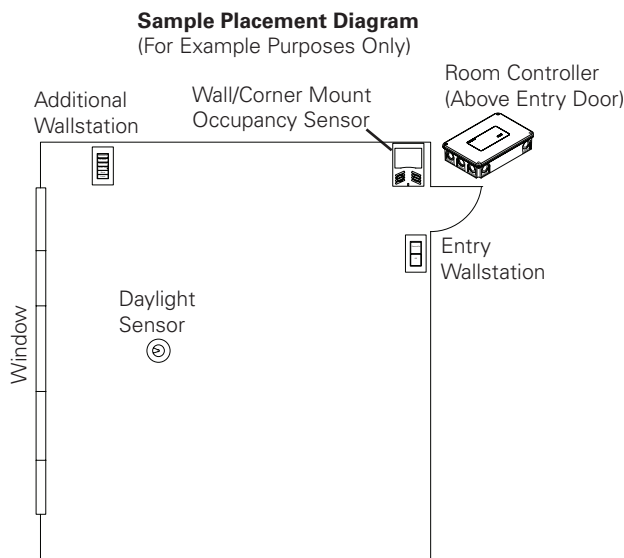 Sample Placement Diagram
(For Example Purposes Only)
Room Controller
(Above Entry Door)
Wall/Corner Mount
Occupancy Sensor
Additional
Wallstation
Entry
Wallstation
Daylight
Sensor
Window